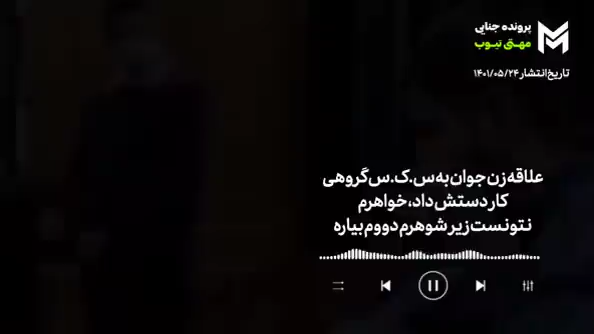 پرونده جنایی
مهتی تیوب
تاریخ انتشار ۱۴۰۱/۰۵/۲۴
علاقه زن جوان به س.ک.س گروهی
کار دستش داد، خواهرم
نتونست زیر شوهرم دووم بیاره